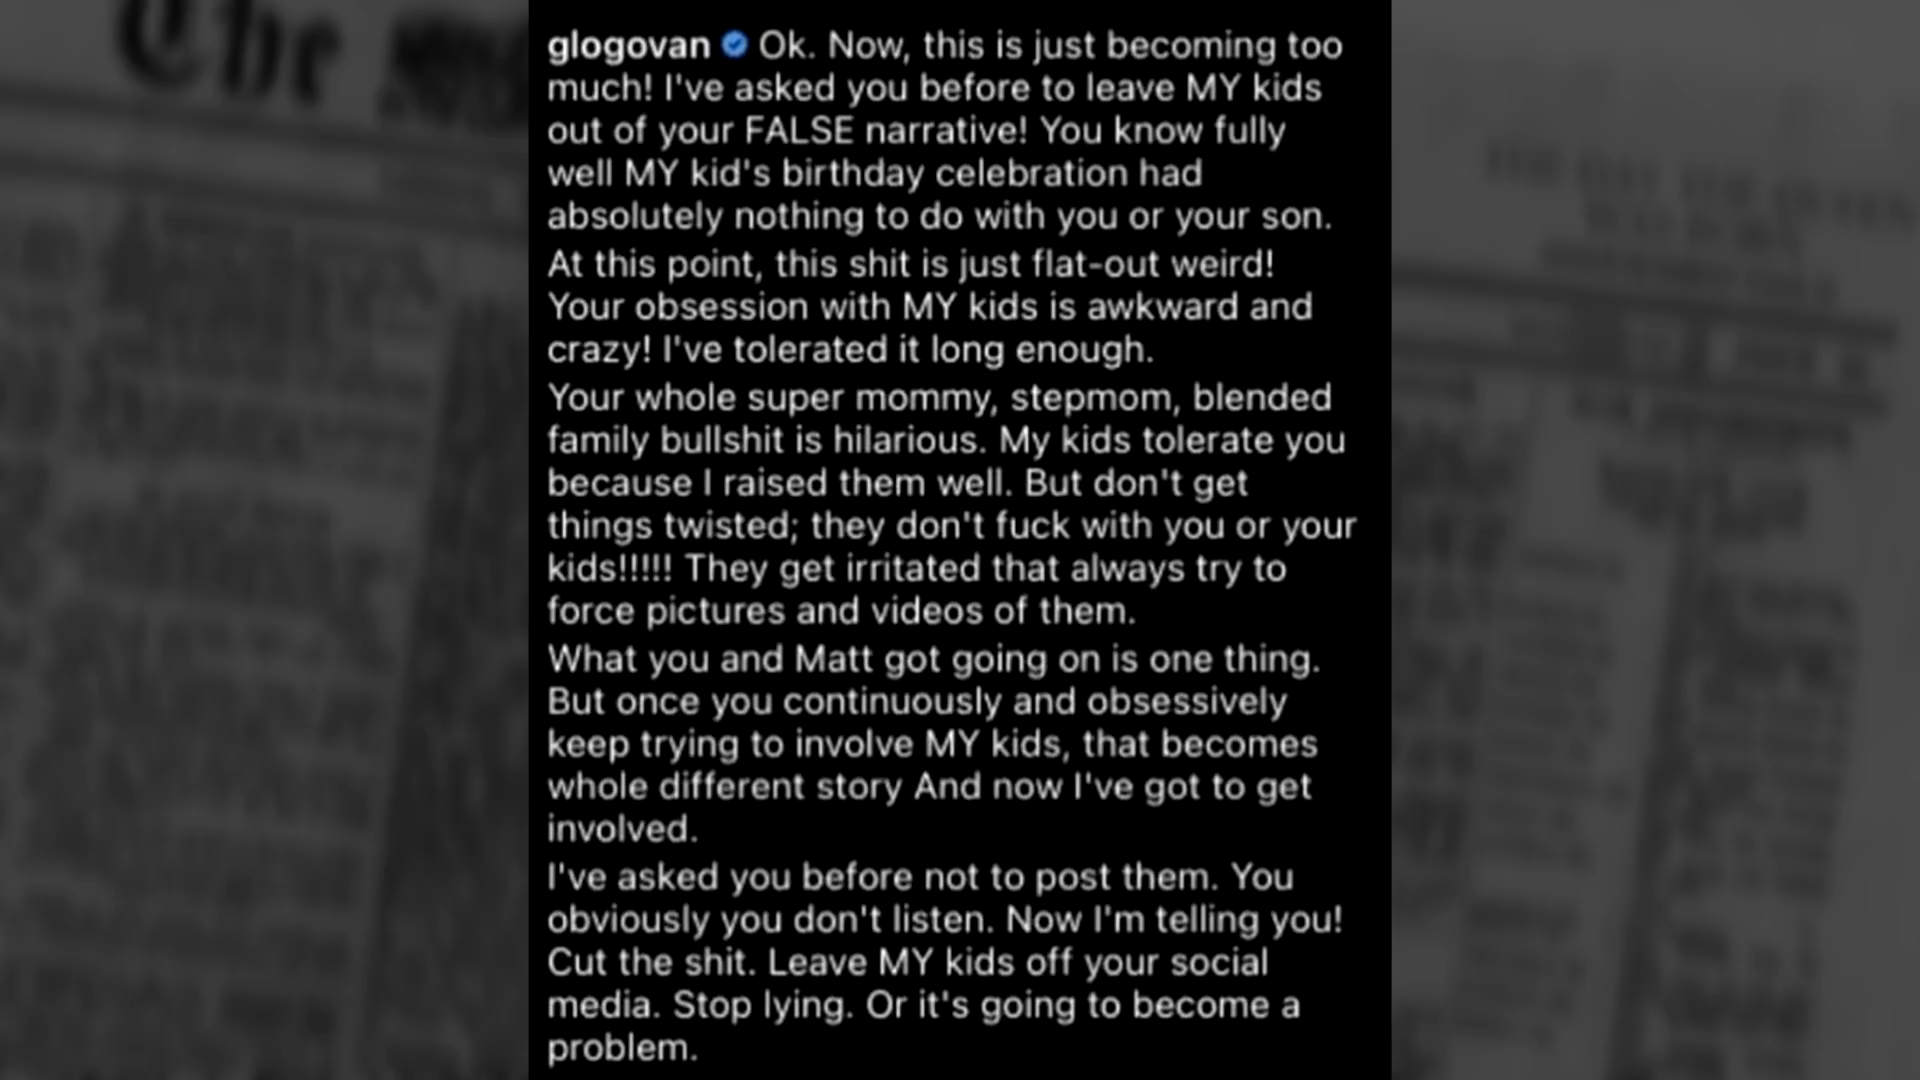 The
glogovan Ok. Now, this is just becoming too
much! I've asked you before to leave MY kids
out of your FALSE narrative! You know fully
well MY kid's birthday celebration had
absolutely nothing to do with you or your son.
At this point, this shit is just flat-out weird!
Your obsession with MY kids is awkward and
crazy! I've tolerated it long enough.
Your whole super mommy, stepmom, blended
family bullshit is hilarious. My kids tolerate you
because I raised them well. But don't get
things twisted; they don't fuck with you or your
kids!!!!! They get irritated that always try to
force pictures and videos of them.
What you and Matt got going on is one thing.
But once you continuously and obsessively
keep trying to involve MY kids, that becomes
whole different story And now I've got to get
involved.
I've asked you before not to post them. You
obviously you don't listen. Now I'm telling you!
Cut the shit. Leave MY kids off your social
media. Stop lying. Or it's going to become a
problem.